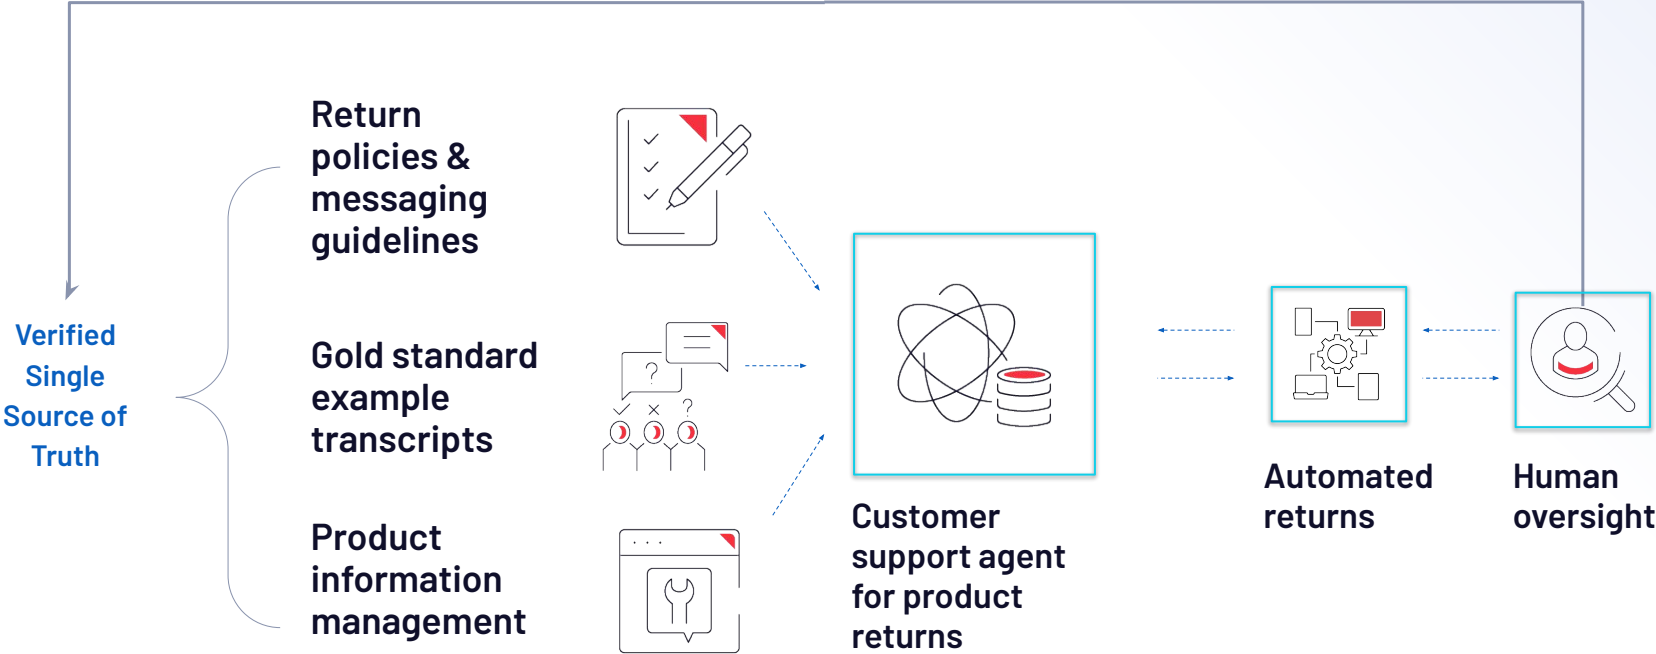 Verified
Single
Source of
Truth
Return
policies &
messaging
guidelines
Gold standard
example
transcripts
Product
information
management
Customer
support agent
for product
returns
Automated
returns
Human
oversight